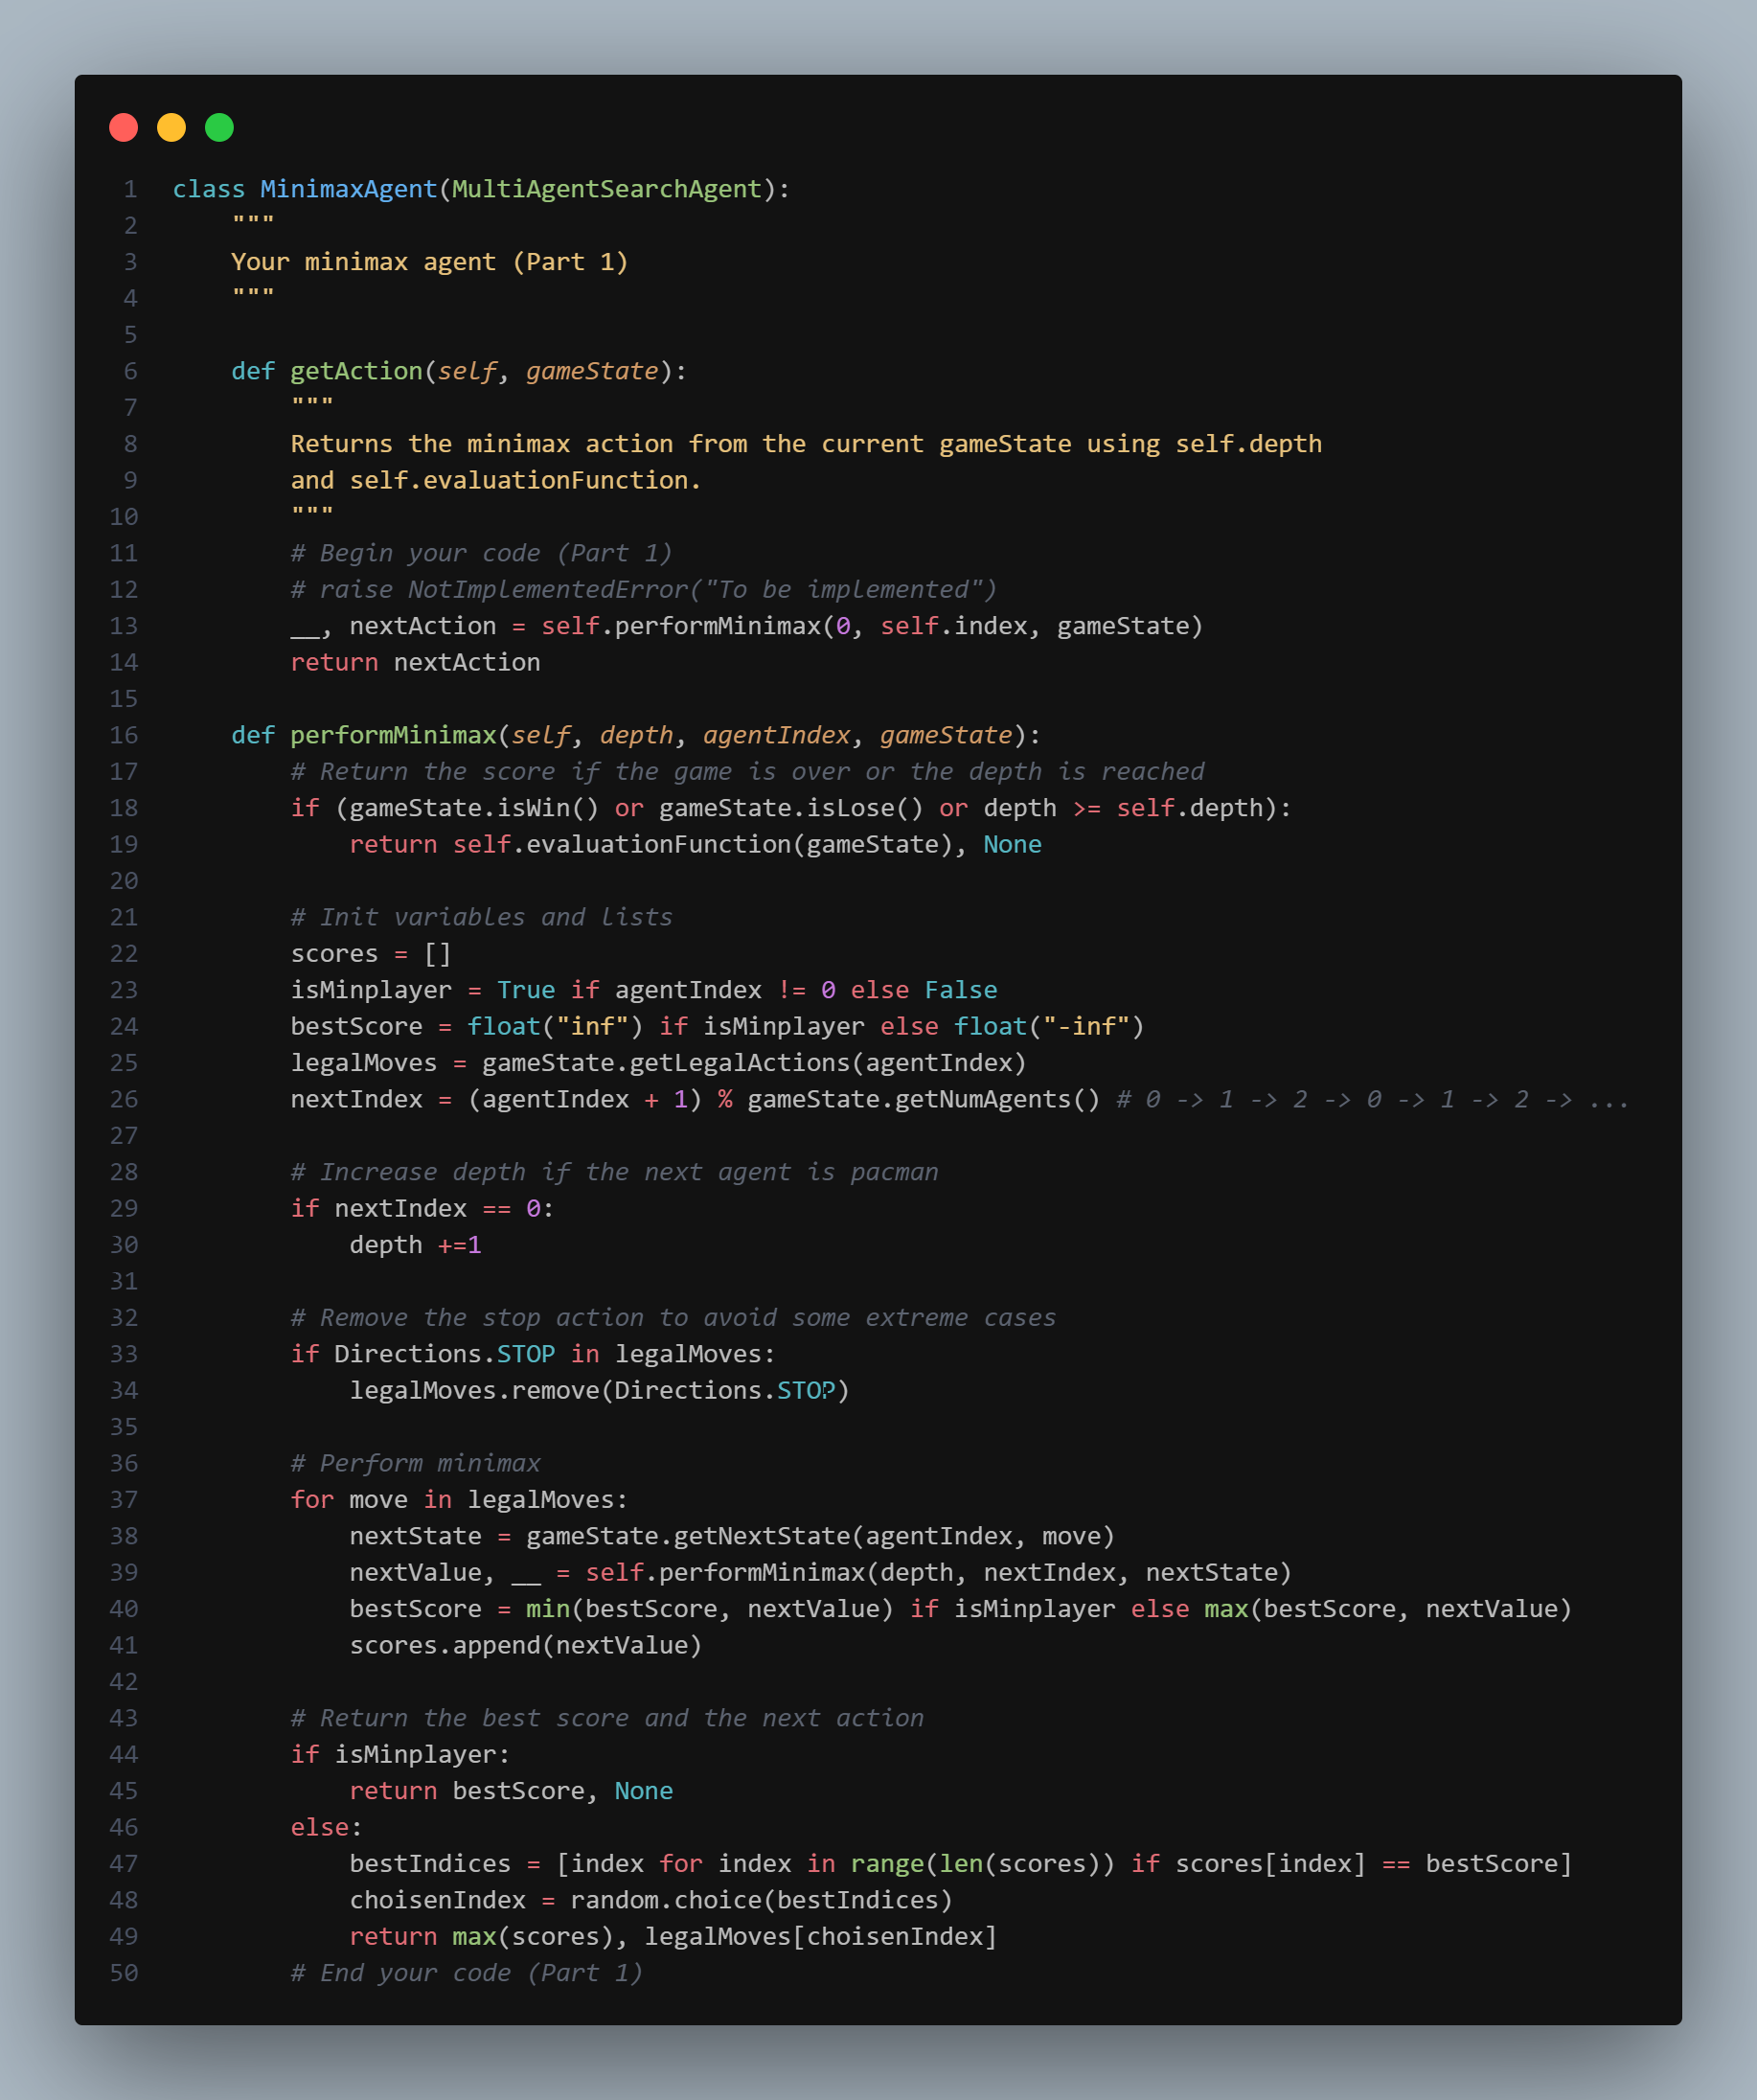 1 class MinimaxAgent(MultiAgentSearchAgent):
2     """
3     Your minimax agent (Part 1)
4     """
5
6     def getAction(self, gameState):
7         """
8         Returns the minimax action from the current gameState using self.depth
9         and self.evaluationFunction.
10         """
11         # Begin your code (Part 1)
12         # raise NotImplementedError("To be implemented")
13         __, nextAction = self.performMinimax(0, self.index, gameState)
14         return nextAction
15
16     def performMinimax(self, depth, agentIndex, gameState):
17         # Return the score if the game is over or the depth is reached
18         if (gameState.isWin() or gameState.isLose() or depth >= self.depth):
19             return self.evaluationFunction(gameState), None
20
21         # Init variables and lists
22         scores = []
23         isMinplayer = True if agentIndex != 0 else False
24         bestScore = float("inf") if isMinplayer else float("-inf")
25         legalMoves = gameState.getLegalActions(agentIndex)
26         nextIndex = (agentIndex + 1) % gameState.getNumAgents() # 0 -> 1 -> 2 -> 0 -> 1 -> 2 -> ...
27
28         # Increase depth if the next agent is pacman
29         if nextIndex == 0:
30             depth +=1
31
32         # Remove the stop action to avoid some extreme cases
33         if Directions.STOP in legalMoves:
34             legalMoves.remove(Directions.STOP)
35
36         # Perform minimax
37         for move in legalMoves:
38             nextState = gameState.getNextState(agentIndex, move)
39             nextValue, __ = self.performMinimax(depth, nextIndex, nextState)
40             bestScore = min(bestScore, nextValue) if isMinplayer else max(bestScore, nextValue)
41             scores.append(nextValue)
42
43         # Return the best score and the next action
44         if isMinplayer:
45             return bestScore, None
46         else:
47             bestIndices = [index for index in range(len(scores)) if scores[index] == bestScore]
48             choisenIndex = random.choice(bestIndices)
49             return max(scores), legalMoves[choisenIndex]
50         # End your code (Part 1)